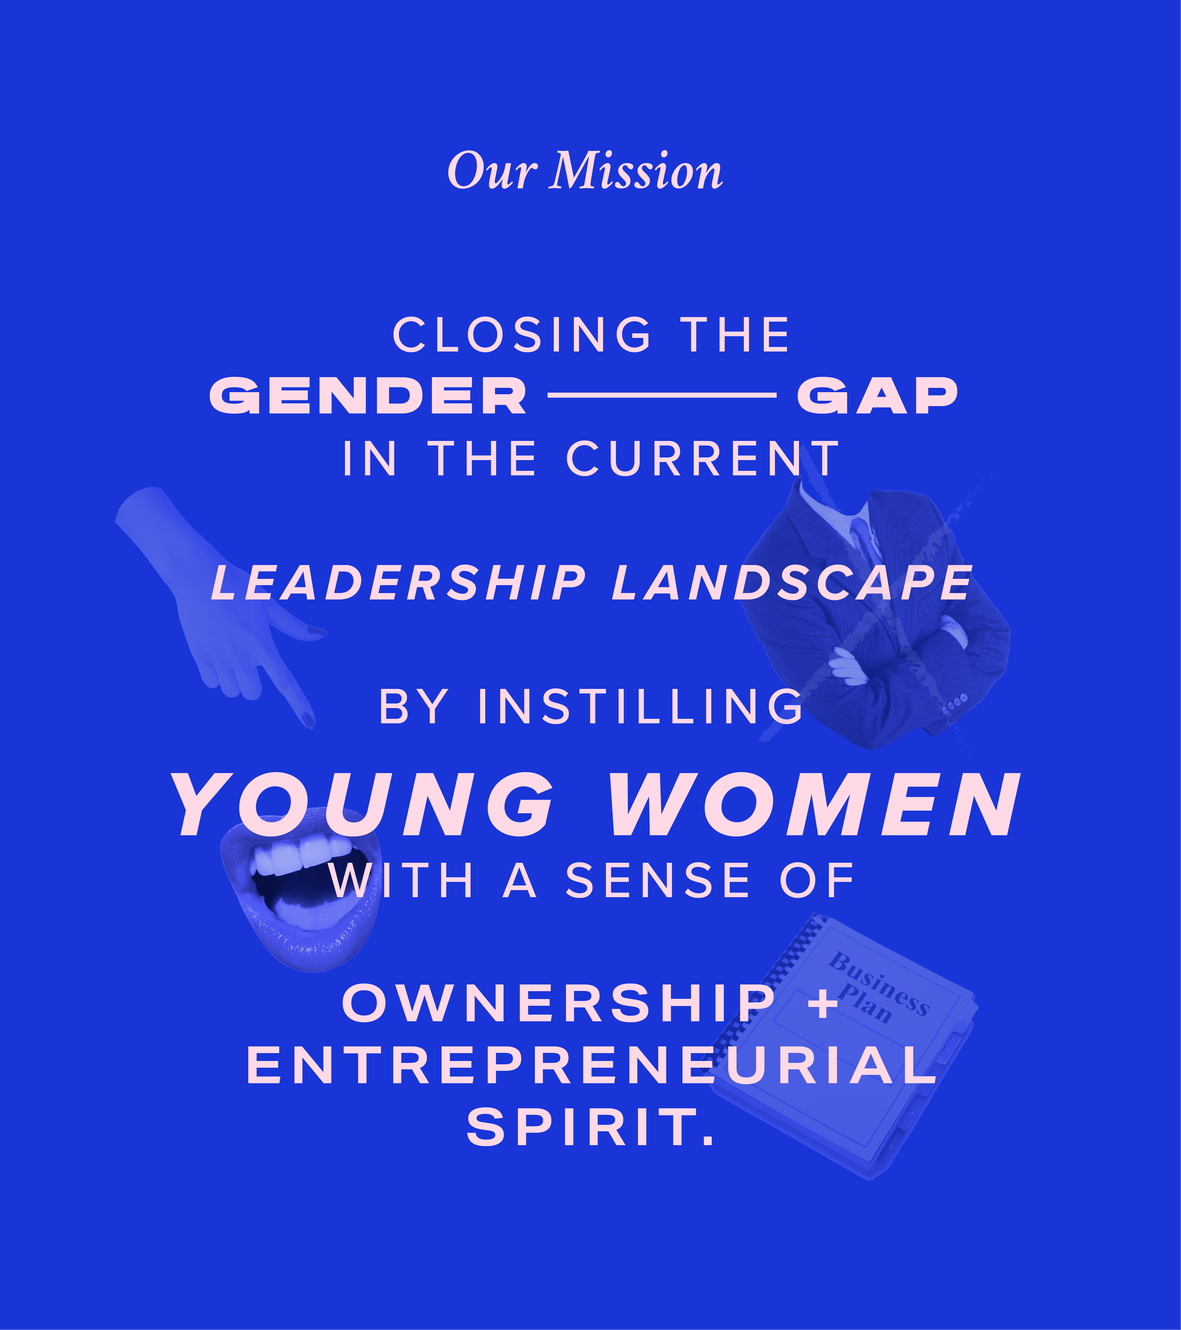 Our Mission
CLOSING THE
GENDER — GAP
IN THE CURRENT
LEADERSHIP LANDSCAPE
BY INSTILLING
YOUNG WOMEN
WITH A SENSE OF
OWNERSHIP +
ENTREPRENEURIAL
SPIRIT.
Business
Plan